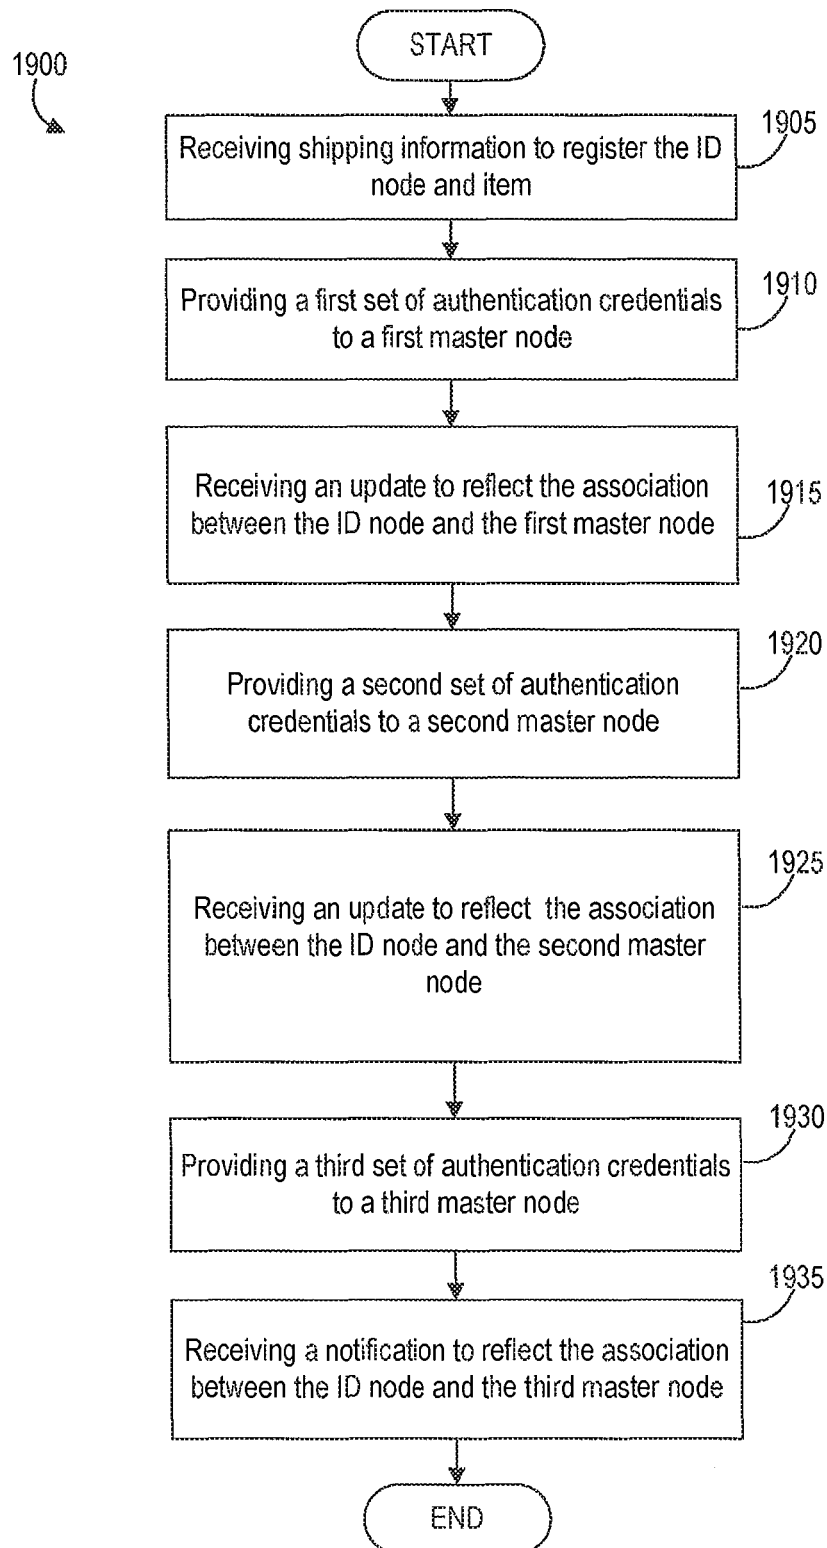 START
1900
1905
Receiving shipping information to register the ID
node and item
1910
Providing a first set of authentication credentials
to a first master node
1915
Receiving an update to reflect the association
between the ID node and the first master node
1920
Providing a second set of authentication
credentials to a second master node
1925
Receiving an update to reflect the association
between the ID node and the second master
node
1930
Providing a third set of authentication credentials
to a third master node
1935
Receiving a notification to reflect the association
between the ID node and the third master node
END